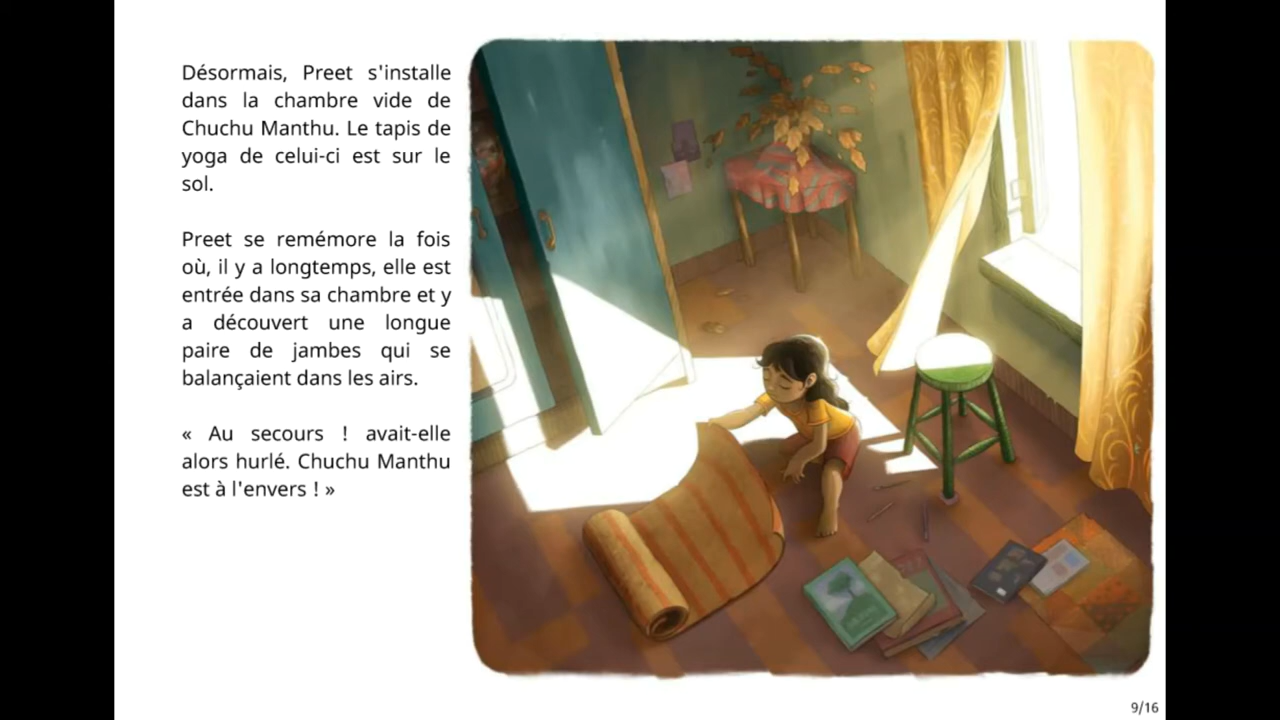 Désormais, Preet s'installe
dans la chambre vide de
Chuchu Manthu. Le tapis de
yoga de celui-ci est sur le
sol.
Preet se remémore la fois
où, il y a longtemps, elle est
entrée dans sa chambre et y
a découvert une longue
paire de jambes qui se
balançaient dans les airs.
« Au secours ! avait-elle
alors hurlé. Chuchu Manthu
est à l'envers ! »
9/16